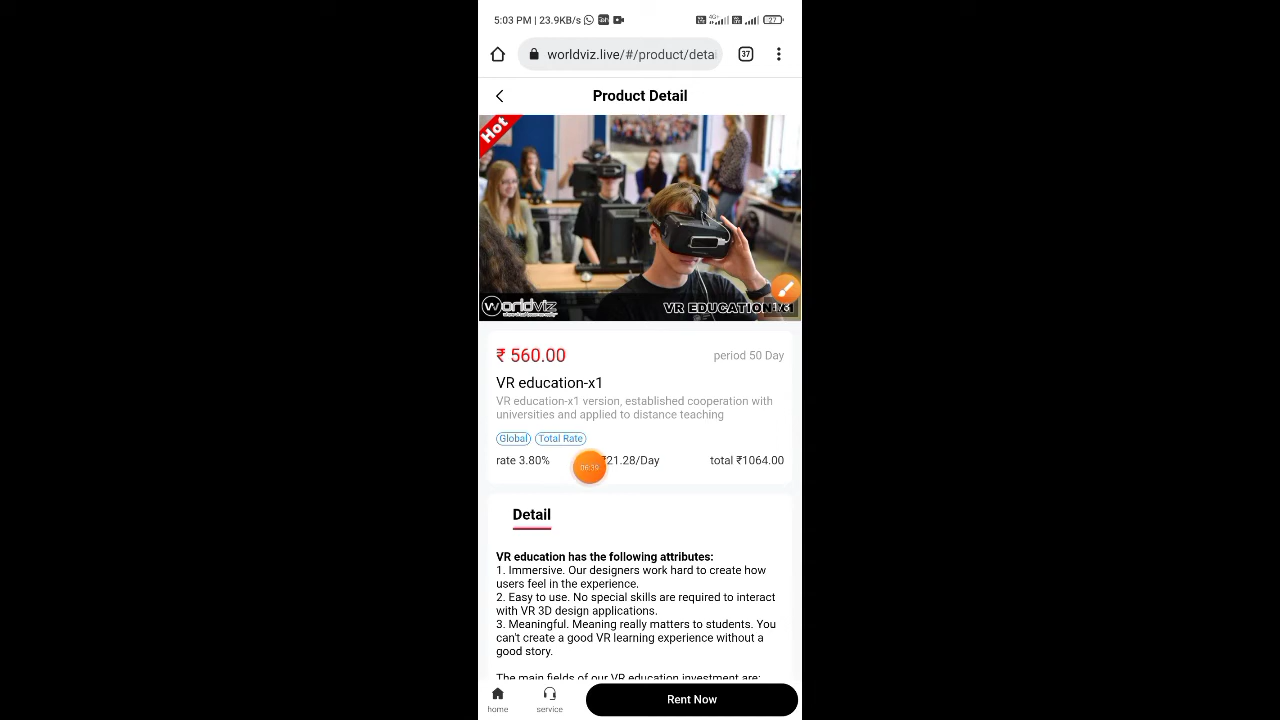 5:03 PM | 23.9KB/s
4G+
27
worldviz.live/#/product/detai
37
Product Detail
Hot
worldviz
VR EDUCATION
1/3
₹ 560.00
period 50 Day
VR education-x1
VR education-x1 version, established cooperation with
universities and applied to distance teaching
Global Total Rate
rate 3.80%
₹21.28/Day
total ₹1064.00
Detail
VR education has the following attributes:
1. Immersive. Our designers work hard to create how
users feel in the experience.
2. Easy to use. No special skills are required to interact
with VR 3D design applications.
3. Meaningful. Meaning really matters to students. You
can't create a good VR learning experience without a
good story.
The main fields of our VR education investment are:
home
service
Rent Now